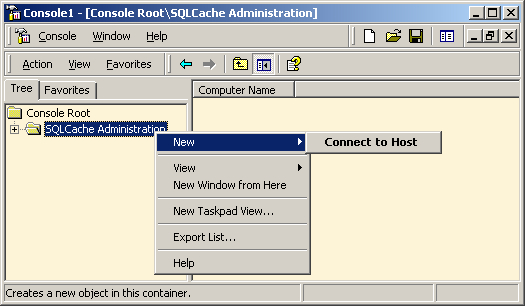 Console1 - [Console Root\SQLCache Administration]
Console Window Help
Action View Favorites
Tree Favorites
Computer Name
Console Root
SQLCache Administration
New
Connect to Host
View
New Window from Here
New Taskpad View...
Export List...
Help
Creates a new object in this container.